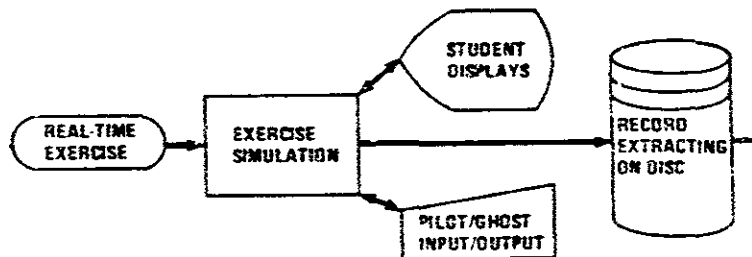 REAL-TIME
EXERCISE
EXERCISE
SIMULATION
STUDENT
DISPLAYS
PILOT/GHOST
INPUT/OUTPUT
RECORD
EXTRACTING
ON DISC